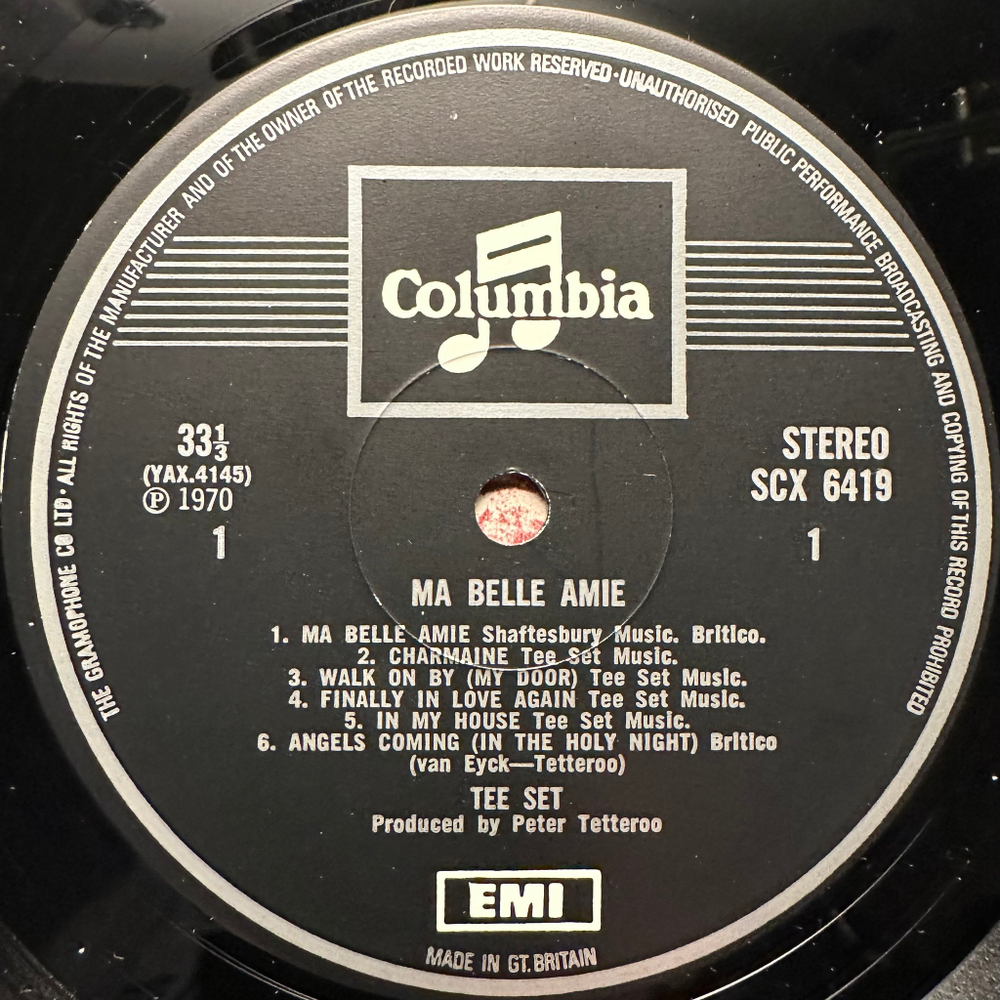 THE GRAMOPHONE CO LTD · ALL RIGHTS OF THE MANUFACTURER AND OF THE OWNER OF THE RECORDED WORK RESERVED · UNAUTHORISED PUBLIC PERFORMANCE BROADCASTING AND COPYING OF THIS RECORD PROHIBITED
Columbia
33⅓
(YAX.4145)
Ⓟ 1970
1
STEREO
SCX 6419
1
MA BELLE AMIE
1. MA BELLE AMIE Shaftesbury Music. Britico.
2. CHARMAINE Tee Set Music.
3. WALK ON BY (MY DOOR) Tee Set Music.
4. FINALLY IN LOVE AGAIN Tee Set Music.
5. IN MY HOUSE Tee Set Music.
6. ANGELS COMING (IN THE HOLY NIGHT) Britico
(van Eyck—Tetteroo)
TEE SET
Produced by Peter Tetteroo
EMI
MADE IN GT. BRITAIN